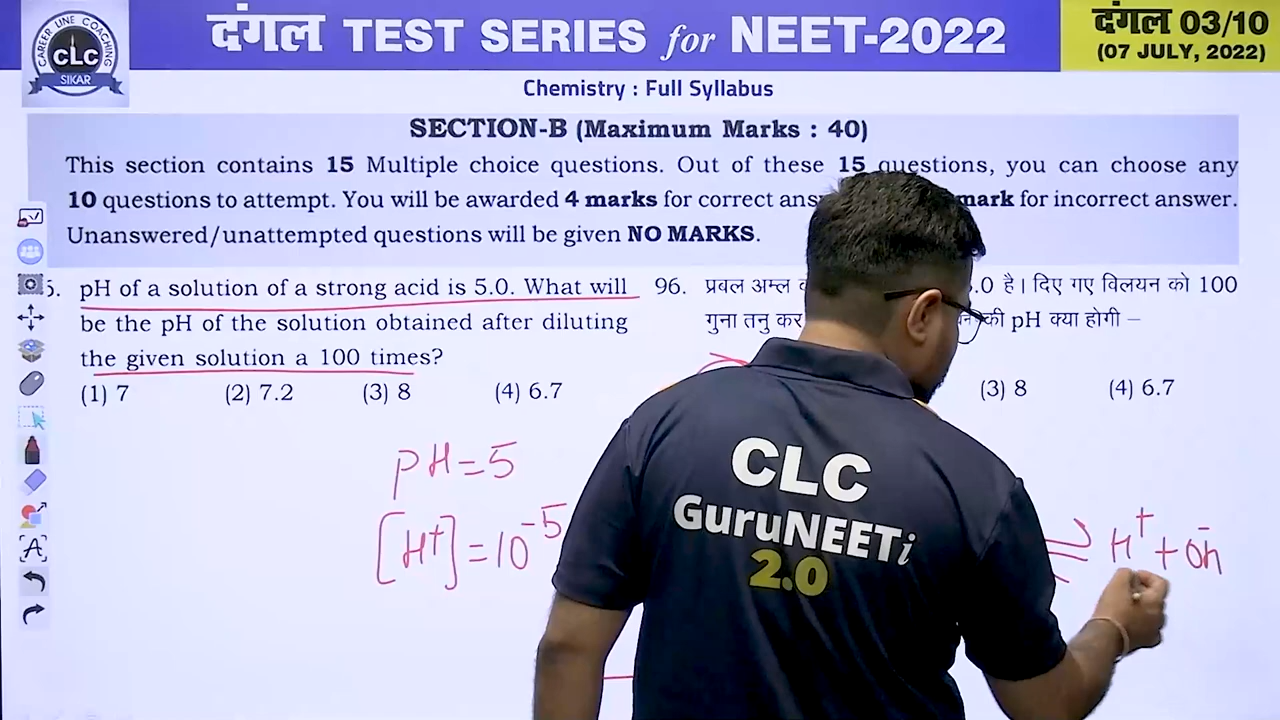 CAREER LINE COACHING
CLC
SIKAR
दंगल TEST SERIES for NEET-2022
दंगल 03/10
(07 JULY, 2022)
Chemistry : Full Syllabus
SECTION-B (Maximum Marks : 40)
This section contains 15 Multiple choice questions. Out of these 15 questions, you can choose any
10 questions to attempt. You will be awarded 4 marks for correct mark for incorrect answer.
Unanswered/unattempted questions will be given NO MARKS.
pH of a solution of a strong acid is 5.0. What will
be the pH of the solution obtained after diluting
the given solution a 100 times?
(1) 7 (2) 7.2 (3) 8 (4) 6.7
96. प्रबल अम्ल .0 है। दिए गए विलयन को 100
गुना तनु कर की pH क्या होगी –
(3) 8 (4) 6.7
pH=5
[H⁺]=10⁻⁵
⇌ H⁺+OH⁻
CLC
GuruNEETi
2.0
A